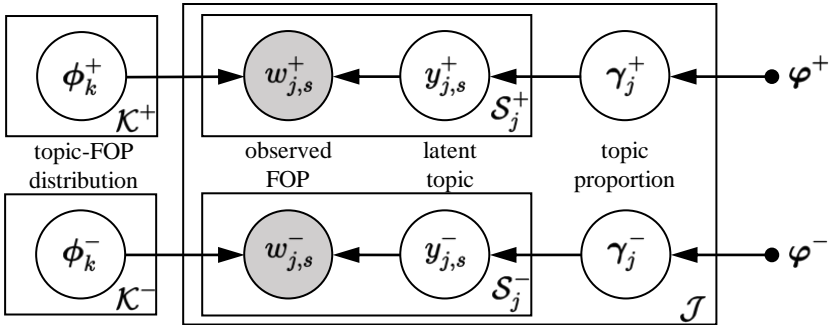 ϕ_k^+ w_{j,s}^+ y_{j,s}^+ γ_j^+ φ^+
𝒦^+ 𝒮_j^+
topic-FOP observed latent topic
distribution FOP topic proportion
ϕ_k^- w_{j,s}^- y_{j,s}^- γ_j^- φ^-
𝒦^- 𝒮_j^- 𝒥